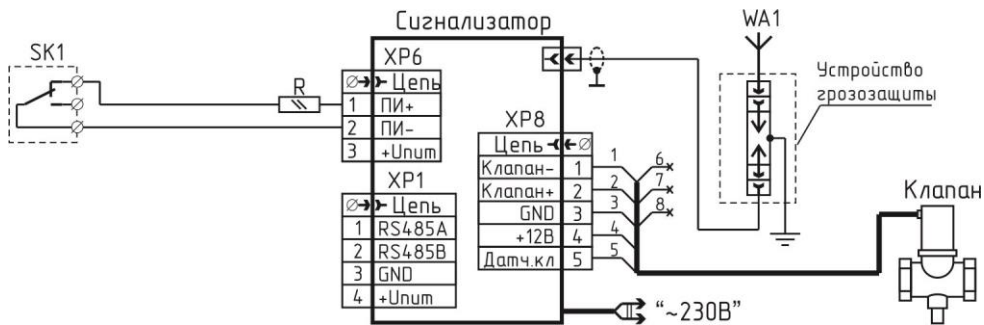 Сигнализатор
WA1
SK1
XP6
Цепь
R
1 ПИ+
2 ПИ-
3 +Uпит
XP1
Цепь
1 RS485A
2 RS485B
3 GND
4 +Uпит
XP8
Цепь
Клапан- 1
Клапан+ 2
GND 3
+12В 4
Датч.кл 5
1
2
3
4
5
6
7
8
Устройство
грозозащиты
Клапан
“~230В”